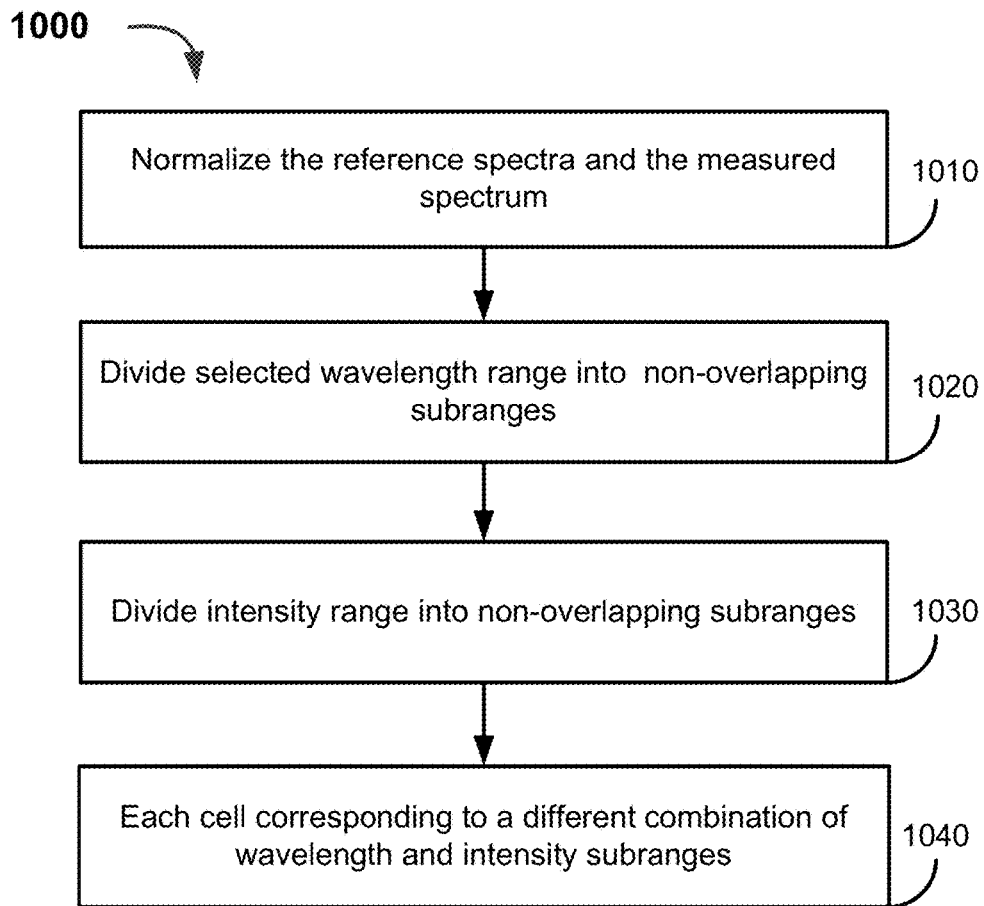 1000
Normalize the reference spectra and the measured
spectrum
1010
Divide selected wavelength range into non-overlapping
subranges
1020
Divide intensity range into non-overlapping subranges
1030
Each cell corresponding to a different combination of
wavelength and intensity subranges
1040